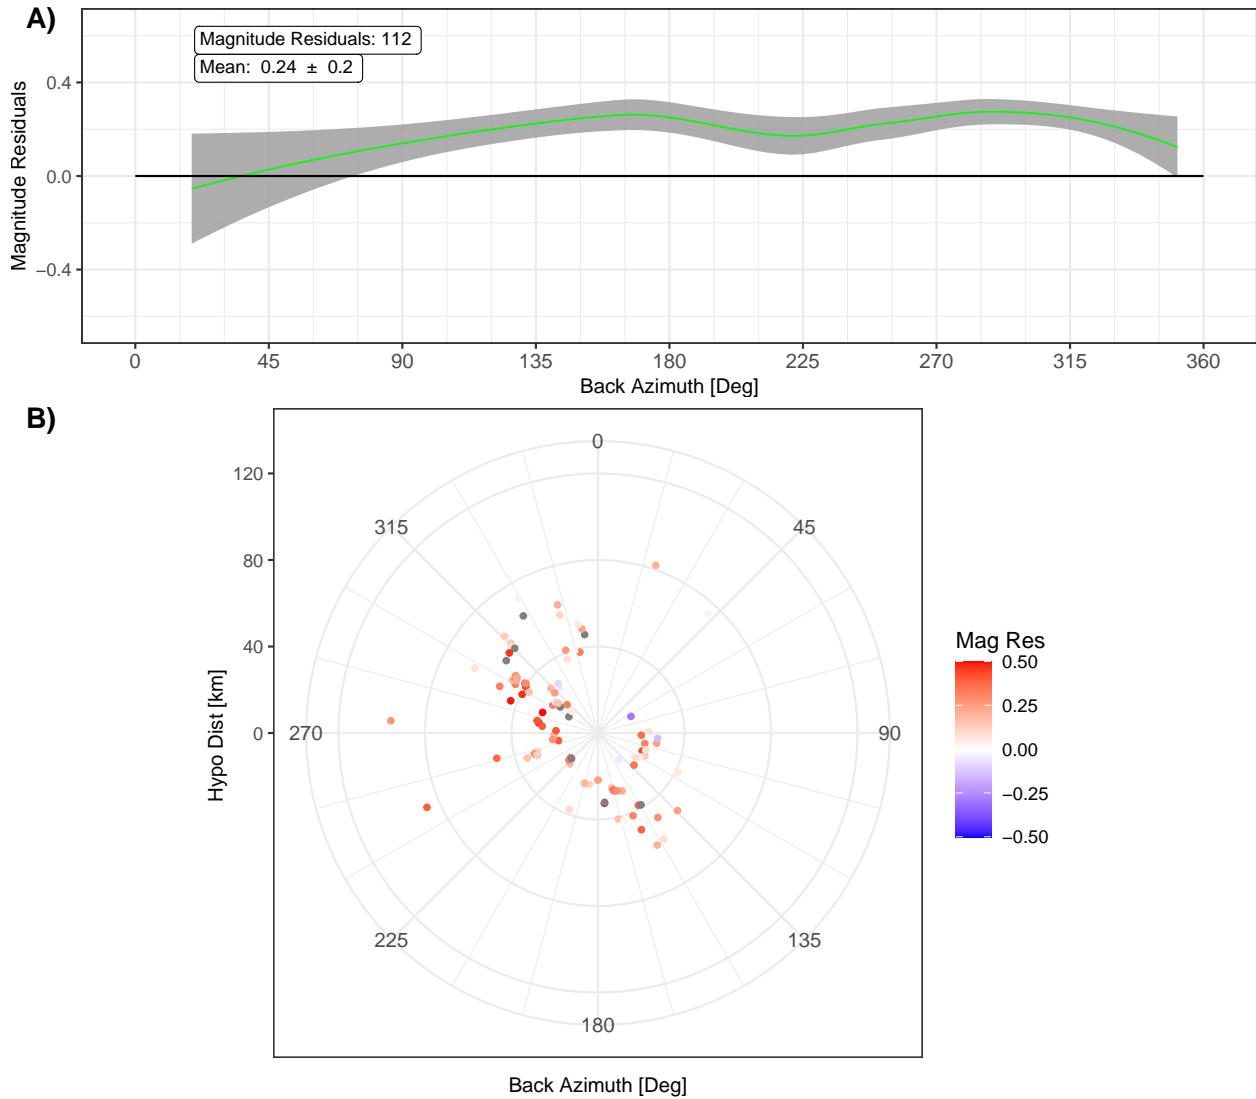 A)
Magnitude Residuals: 112
Mean:  0.24  ±  0.2
Magnitude Residuals
0.4
0.0
−0.4
0 45 90 135 180 225 270 315 360
Back Azimuth [Deg]
B)
Hypo Dist [km]
120
80
40
0
0
45
90
135
180
225
270
315
Back Azimuth [Deg]
Mag Res
0.50
0.25
0.00
−0.25
−0.50